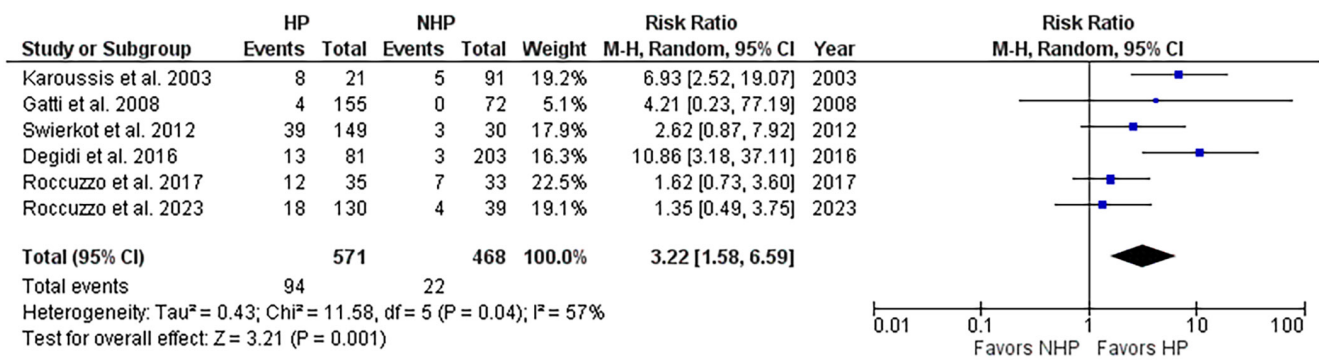 HP NHP Risk Ratio Risk Ratio
Study or Subgroup Events Total Events Total Weight M-H, Random, 95% CI Year M-H, Random, 95% CI
Karoussis et al. 2003 8 21 5 91 19.2% 6.93 [2.52, 19.07] 2003
Gatti et al. 2008 4 155 0 72 5.1% 4.21 [0.23, 77.19] 2008
Swierkot et al. 2012 39 149 3 30 17.9% 2.62 [0.87, 7.92] 2012
Degidi et al. 2016 13 81 3 203 16.3% 10.86 [3.18, 37.11] 2016
Roccuzzo et al. 2017 12 35 7 33 22.5% 1.62 [0.73, 3.60] 2017
Roccuzzo et al. 2023 18 130 4 39 19.1% 1.35 [0.49, 3.75] 2023
Total (95% CI) 571 468 100.0% 3.22 [1.58, 6.59]
Total events 94 22
Heterogeneity: Tau² = 0.43; Chi² = 11.58, df = 5 (P = 0.04); I² = 57%
Test for overall effect: Z = 3.21 (P = 0.001)
0.01 0.1 1 10 100
Favors NHP Favors HP